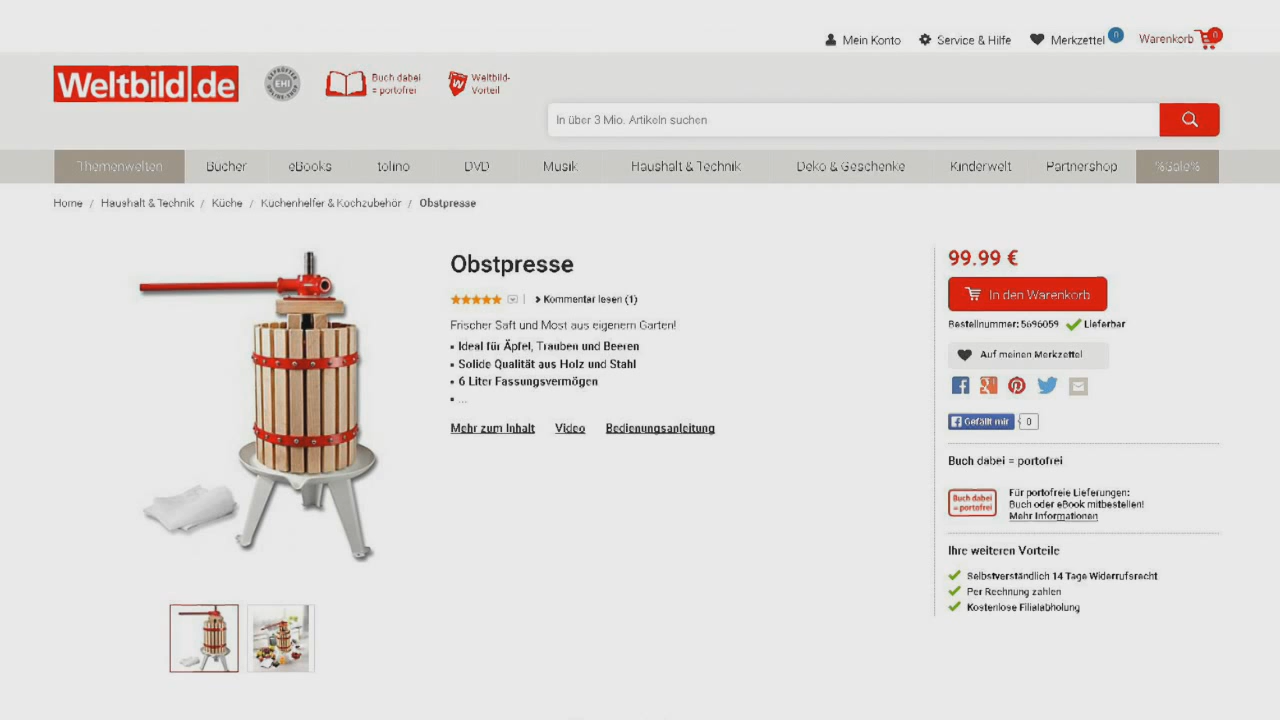 Mein Konto Service & Hilfe Merkzettel 0 Warenkorb 0
Weltbild.de
GEPRÜFTER
EHI
ONLINE-SHOP
Buch dabei
= portofrei
Weltbild-
Vorteil
In über 3 Mio. Artikeln suchen
Themenwelten Bücher eBooks tolino DVD Musik Haushalt & Technik Deko & Geschenke Kinderwelt Partnershop %Sale%
Home / Haushalt & Technik / Küche / Küchenhelfer & Kochzubehör / Obstpresse
Obstpresse
Kommentar lesen (1)
Frischer Saft und Most aus eigenem Garten!
▪ Ideal für Äpfel, Trauben und Beeren
▪ Solide Qualität aus Holz und Stahl
▪ 6 Liter Fassungsvermögen
▪ ...
Mehr zum Inhalt Video Bedienungsanleitung
99.99 €
In den Warenkorb
Bestellnummer: 5696059 Lieferbar
Auf meinen Merkzettel
Gefällt mir 0
Buch dabei = portofrei
Buch dabei
= portofrei
Für portofreie Lieferungen:
Buch oder eBook mitbestellen!
Mehr Informationen
Ihre weiteren Vorteile
Selbstverständlich 14 Tage Widerrufsrecht
Per Rechnung zahlen
Kostenlose Filialabholung